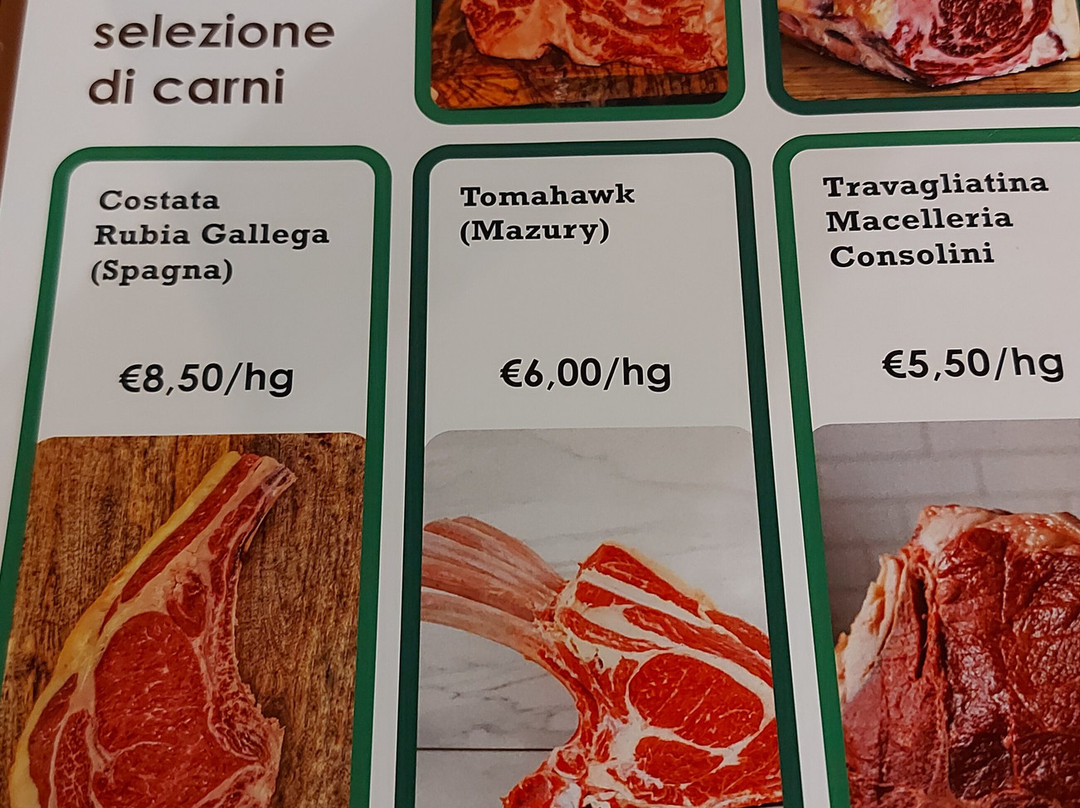 selezione
di carni
Costata
Rubia Gallega
(Spagna)
€8,50/hg
Tomahawk
(Mazury)
€6,00/hg
Travagliatina
Macelleria
Consolini
€5,50/hg